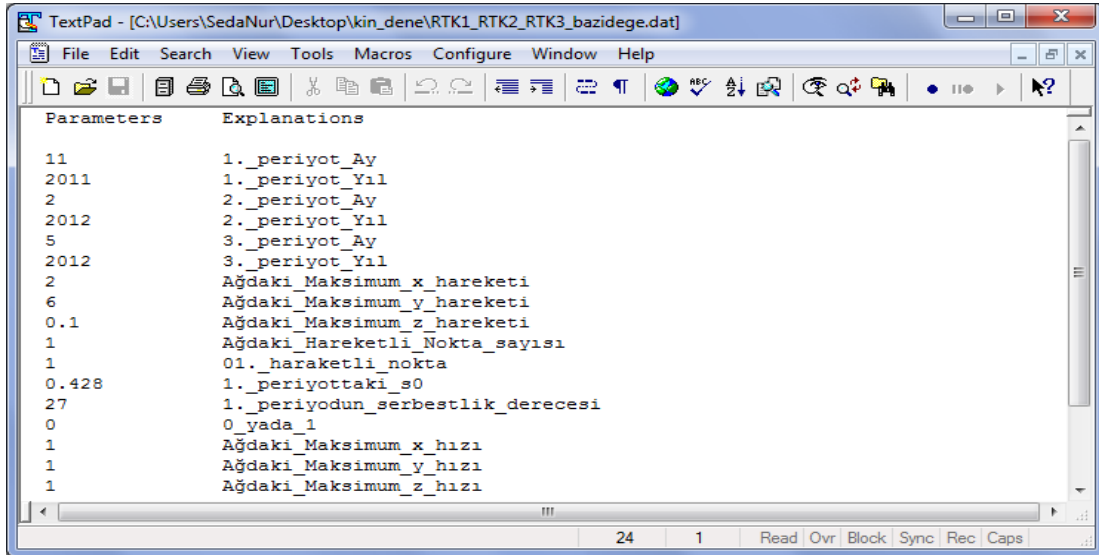 TextPad - [C:\Users\SedaNur\Desktop\kin_dene\RTK1_RTK2_RTK3_bazidege.dat]
File Edit Search View Tools Macros Configure Window Help
Parameters Explanations
11 1._periyot_Ay
2011 1._periyot_Yıl
2 2._periyot_Ay
2012 2._periyot_Yıl
5 3._periyot_Ay
2012 3._periyot_Yıl
2 Ağdaki_Maksimum_x_hareketi
6 Ağdaki_Maksimum_y_hareketi
0.1 Ağdaki_Maksimum_z_hareketi
1 Ağdaki_Hareketli_Nokta_sayısı
1 01._haraketli_nokta
0.428 1._periyottaki_s0
27 1._periyodun_serbestlik_derecesi
0 0_yada_1
1 Ağdaki_Maksimum_x_hızı
1 Ağdaki_Maksimum_y_hızı
1 Ağdaki_Maksimum_z_hızı
24 1 Read Ovr Block Sync Rec Caps